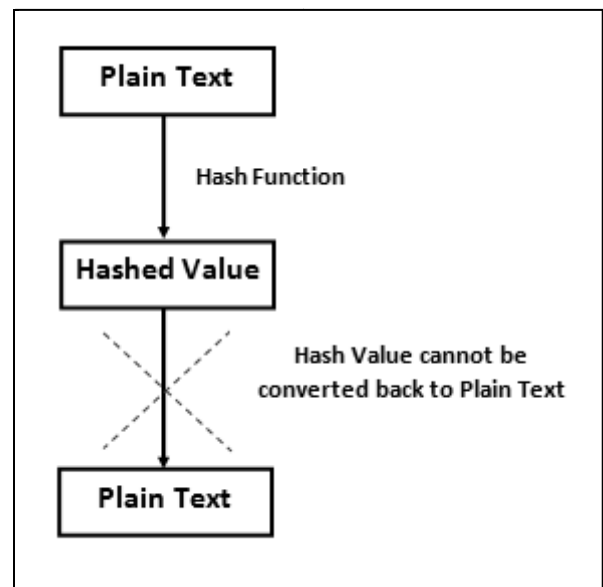 Plain Text
Hash Function
Hashed Value
Hash Value cannot be
converted back to Plain Text
Plain Text